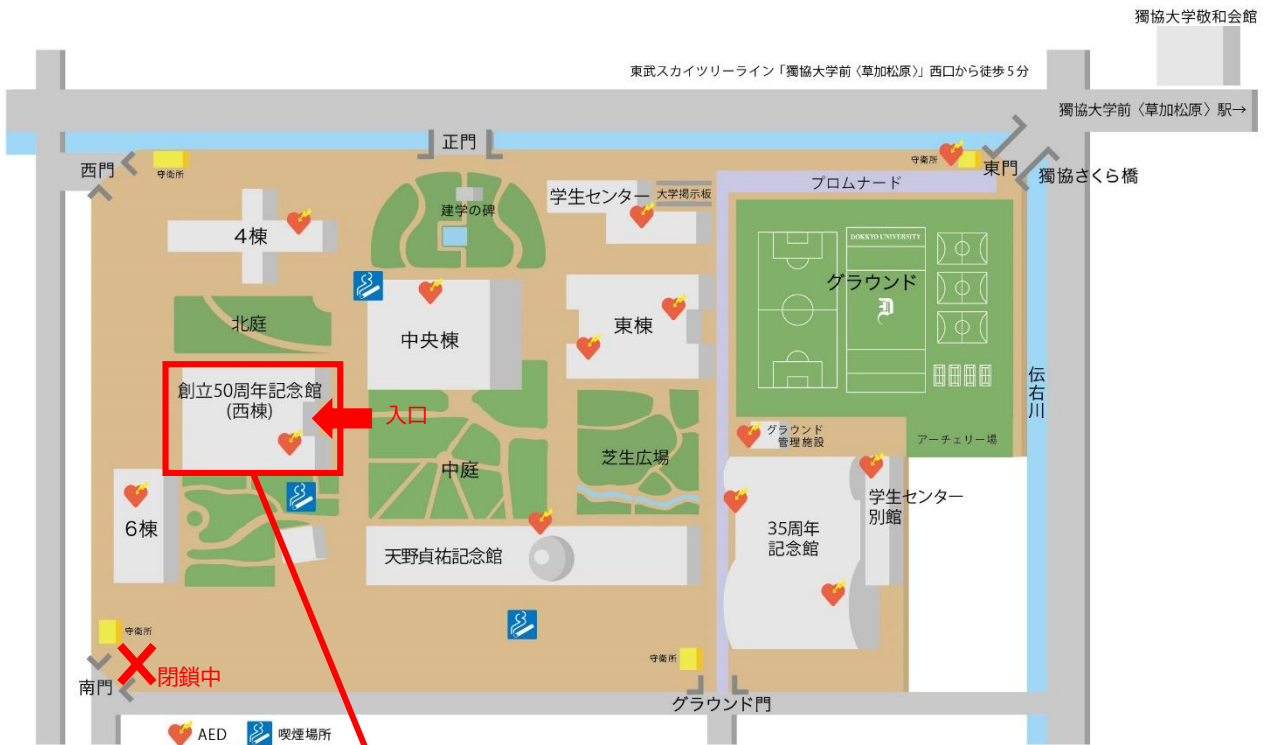 獨協大学敬和会館
東武スカイツリーライン「獨協大学前〈草加松原〉」西口から徒歩5分
獨協大学前〈草加松原〉駅→
正門
西門
守衛所
守衛所
東門
獨協さくら橋
プロムナード
学生センター
大学掲示板
建学の碑
4棟
DOKKYO UNIVERSITY
グラウンド
D
北庭
中央棟
東棟
伝右川
創立50周年記念館
(西棟)
入口
グラウンド
管理施設
アーチェリー場
中庭
芝生広場
学生センター
別館
6棟
35周年
記念館
天野貞祐記念館
守衛所
閉鎖中
南門
守衛所
グラウンド門
AED
喫煙場所